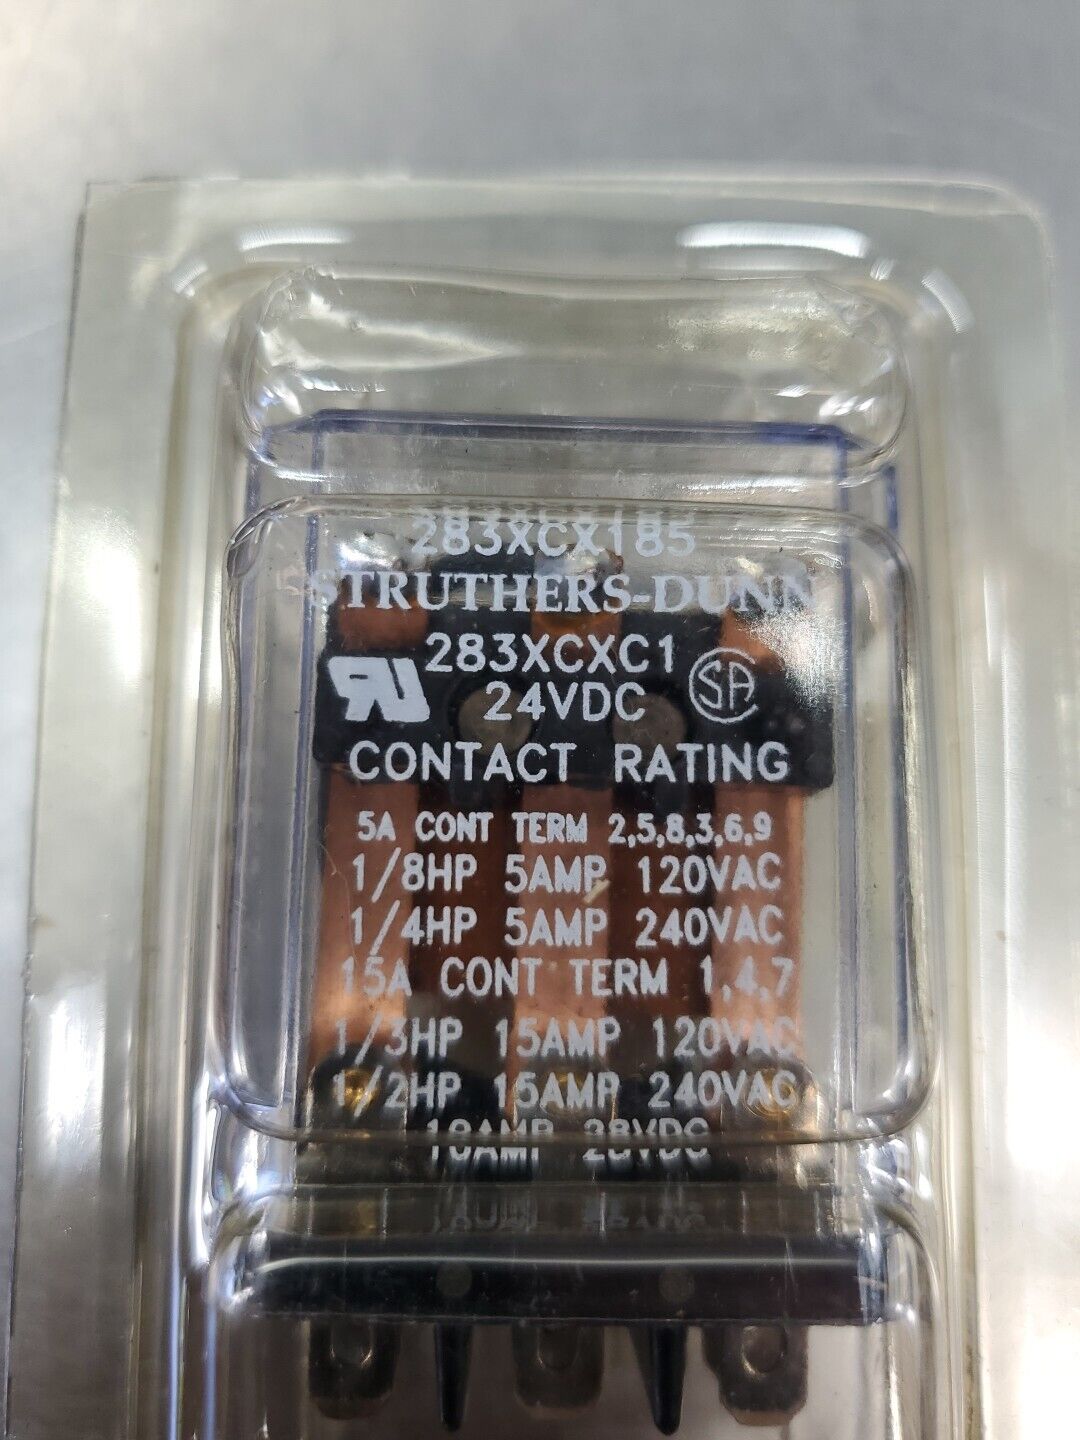 283XCX185
STRUTHERS-DUNN
283XCXC1
24VDC
CONTACT RATING
5A CONT TERM 2,5,8,3,6,9
1/8HP 5AMP 120VAC
1/4HP 5AMP 240VAC
15A CONT TERM 1,4,7
1/3HP 15AMP 120VAC
1/2HP 15AMP 240VAC
10AMP 28VDC